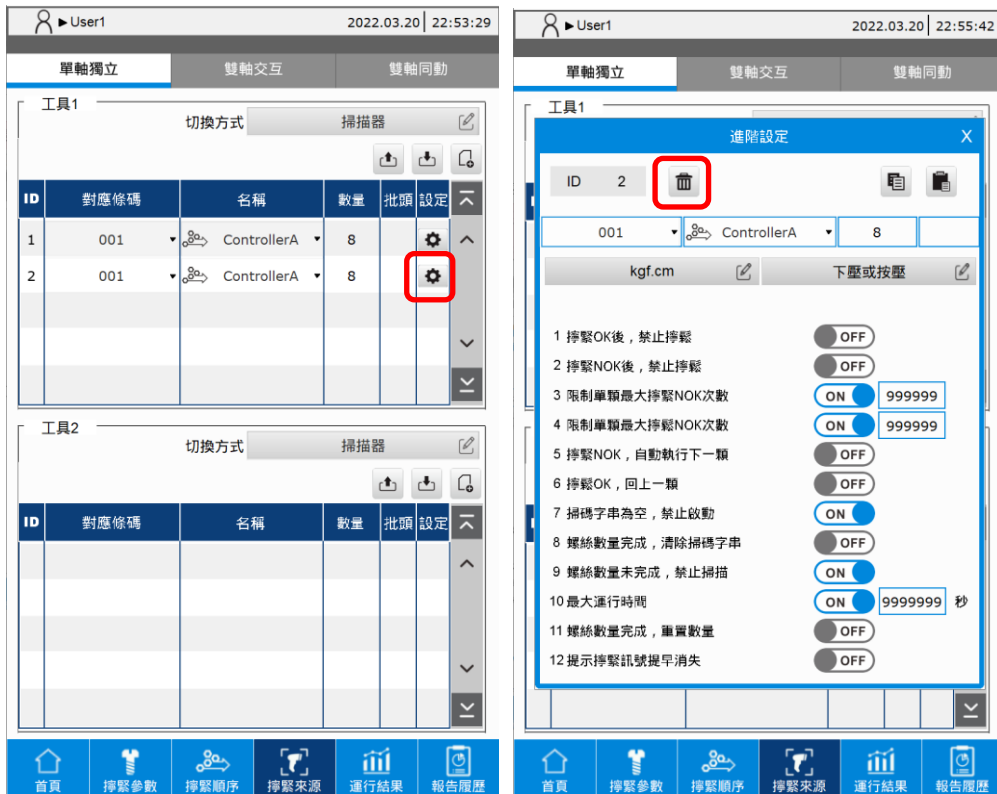 ►User1
2022.03.20 22:53:29
單軸獨立
雙軸交互
雙軸同動
工具1
切換方式
掃描器
ID 對應條碼 名稱 數量 批頭 設定
1 001 ControllerA 8
2 001 ControllerA 8
工具2
切換方式
掃描器
ID 對應條碼 名稱 數量 批頭 設定
首頁 擰緊參數 擰緊順序 擰緊來源 運行結果 報告履歷
►User1
2022.03.20 22:55:42
單軸獨立
雙軸交互
雙軸同動
工具1
進階設定 X
ID 2
001 ControllerA 8
kgf.cm 下壓或按壓
1 擰緊OK後，禁止擰鬆 OFF
2 擰緊NOK後，禁止擰鬆 OFF
3 限制單顆最大擰緊NOK次數 ON 999999
4 限制單顆最大擰緊NOK次數 ON 999999
5 擰緊NOK，自動執行下一顆 OFF
6 擰鬆OK，回上一顆 OFF
7 掃碼字串為空，禁止啟動 ON
8 螺絲數量完成，清除掃碼字串 OFF
9 螺絲數量未完成，禁止掃描 ON
10 最大運行時間 ON 9999999 秒
11 螺絲數量完成，重置數量 OFF
12 提示擰緊訊號提早消失 OFF
首頁 擰緊參數 擰緊順序 擰緊來源 運行結果 報告履歷